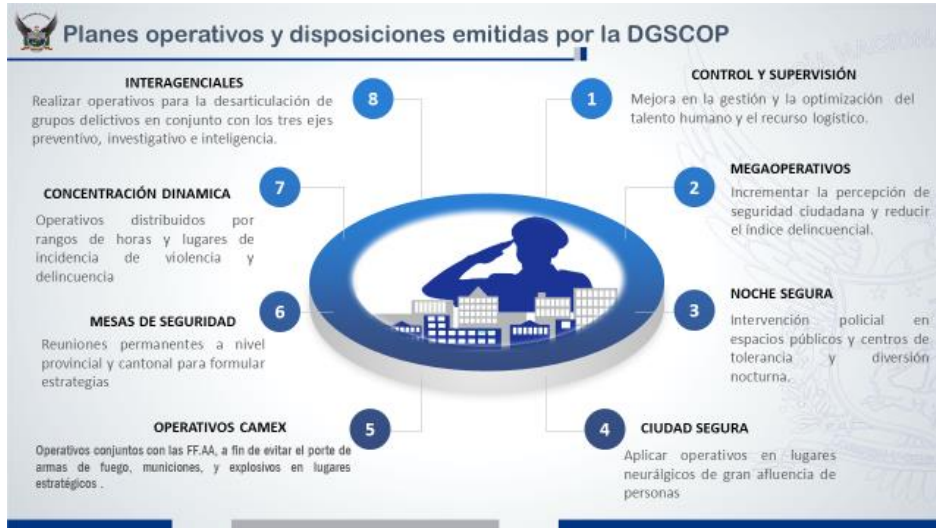 Planes operativos y disposiciones emitidas por la DGSCOP
1
CONTROL Y SUPERVISIÓN
Mejora en la gestión y la optimización del
talento humano y el recurso logístico.
2
MEGAOPERATIVOS
Incrementar la percepción de
seguridad ciudadana y reducir
el índice delincuencial.
3
NOCHE SEGURA
Intervención policial en
espacios públicos y centros de
tolerancia y diversión
nocturna.
4
CIUDAD SEGURA
Aplicar operativos en lugares
neurálgicos de gran afluencia de
personas
5
OPERATIVOS CAMEX
Operativos conjuntos con las FF.AA, a fin de evitar el porte de
armas de fuego, municiones, y explosivos en lugares
estratégicos .
6
MESAS DE SEGURIDAD
Reuniones permanentes a nivel
provincial y cantonal para formular
estrategias
7
CONCENTRACIÓN DINAMICA
Operativos distribuidos por
rangos de horas y lugares de
incidencia de violencia y
delincuencia
8
INTERAGENCIALES
Realizar operativos para la desarticulación de
grupos delictivos en conjunto con los tres ejes
preventivo, investigativo e inteligencia.